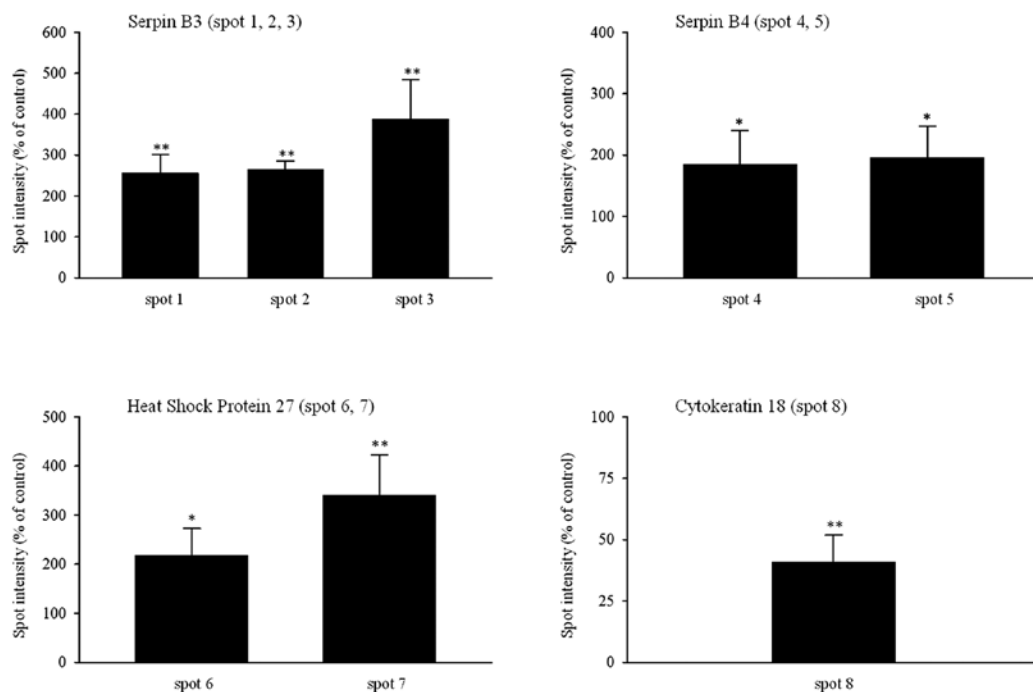 Serpin B3 (spot 1, 2, 3)
Spot intensity (% of control)
600
500
400
300
200
100
0
**
**
**
spot 1
spot 2
spot 3
Serpin B4 (spot 4, 5)
Spot intensity (% of control)
400
300
200
100
0
*
*
spot 4
spot 5
Heat Shock Protein 27 (spot 6, 7)
Spot intensity (% of control)
500
400
300
200
100
0
*
**
spot 6
spot 7
Cytokeratin 18 (spot 8)
Spot intensity (% of control)
100
75
50
25
0
**
spot 8